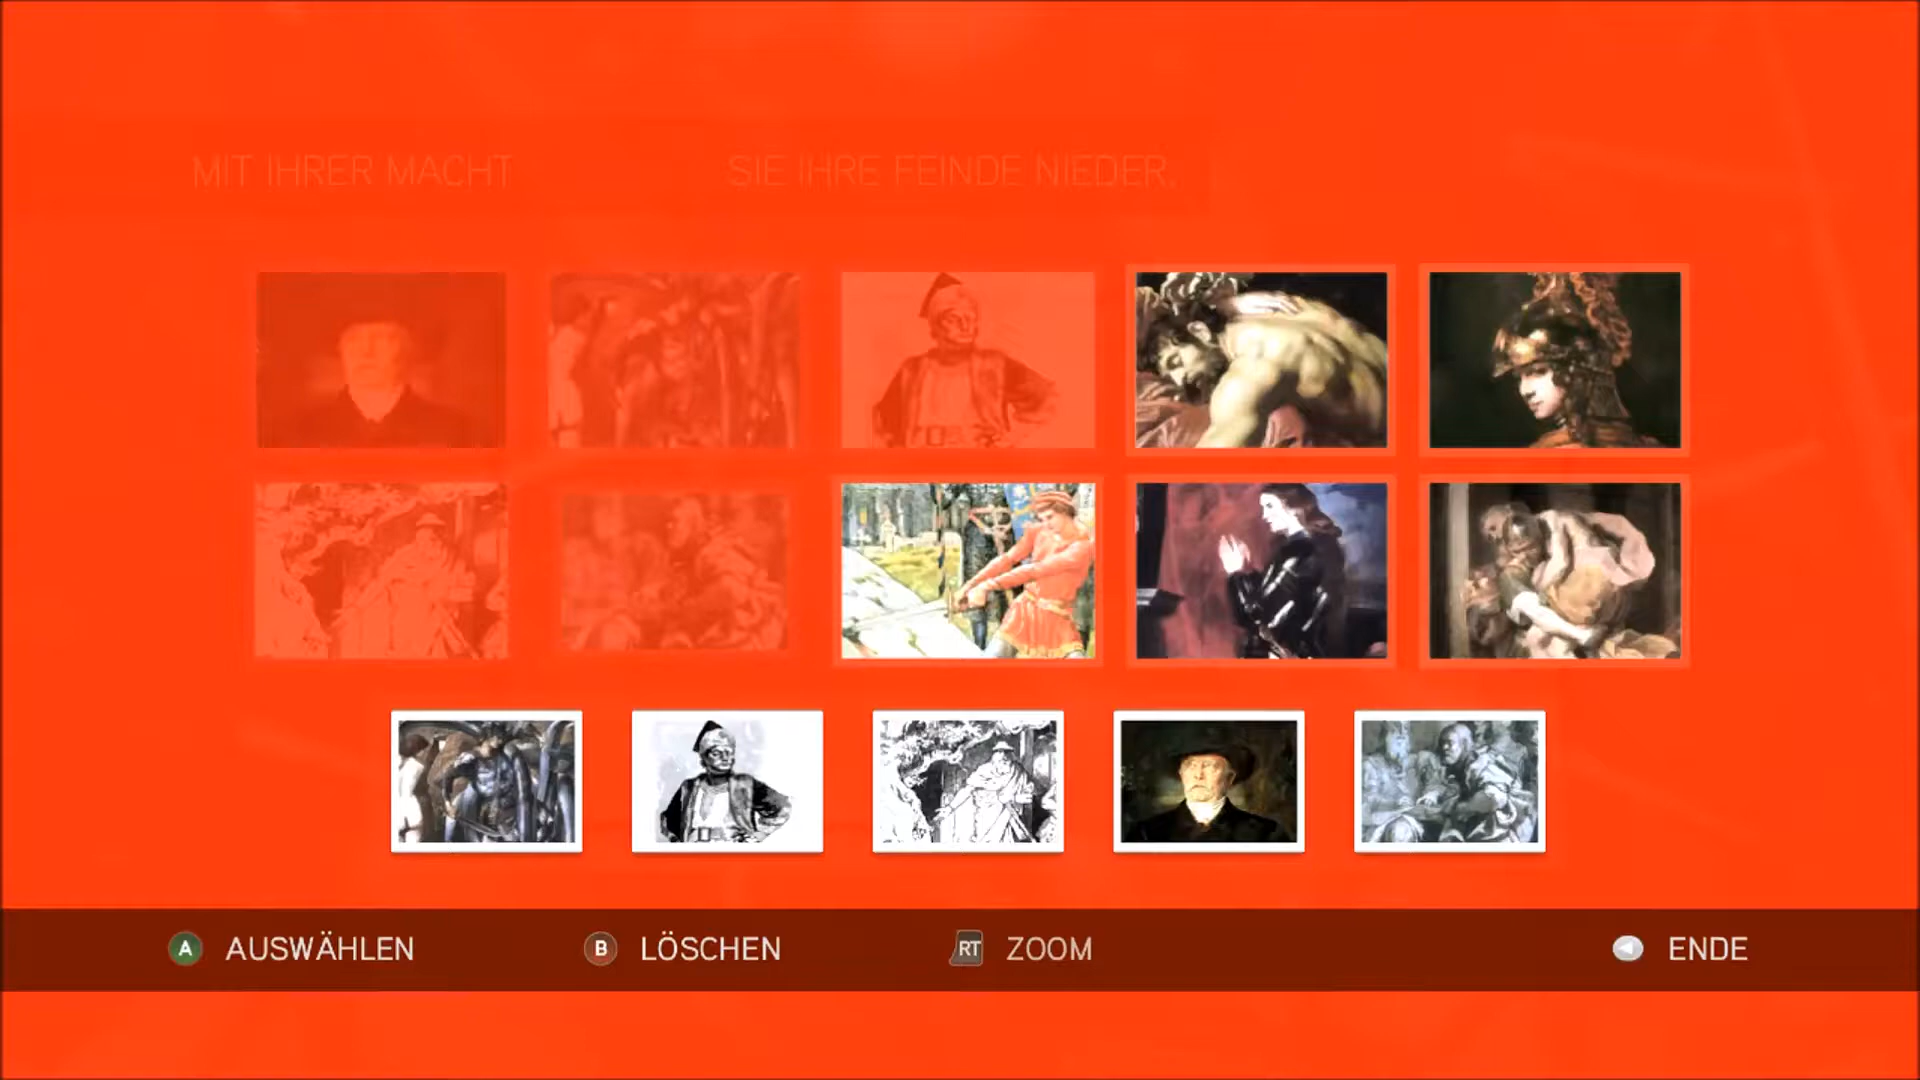 MIT IHRER MACHT SIE IHRE FEINDE NIEDER.
A AUSWÄHLEN B LÖSCHEN RT ZOOM ENDE